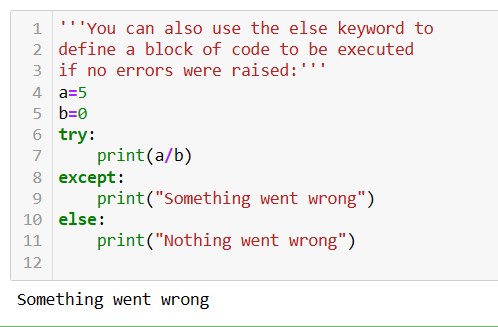 1 '''You can also use the else keyword to
2 define a block of code to be executed
3 if no errors were raised:'''
4 a=5
5 b=0
6 try:
7     print(a/b)
8 except:
9     print("Something went wrong")
10 else:
11     print("Nothing went wrong")
12
Something went wrong